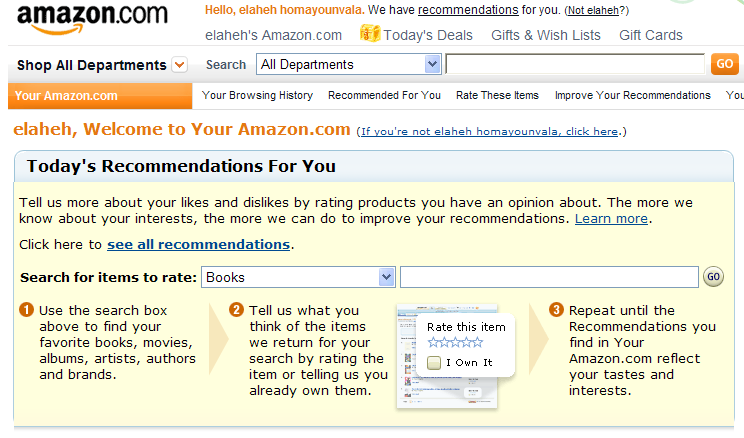 amazon.com
Hello, elaheh homayounvala. We have recommendations for you. (Not elaheh?)
elaheh's Amazon.com Today's Deals Gifts & Wish Lists Gift Cards
Shop All Departments Search All Departments GO
Your Amazon.com Your Browsing History Recommended For You Rate These Items Improve Your Recommendations You
elaheh, Welcome to Your Amazon.com (If you're not elaheh homayounvala, click here.)
Today's Recommendations For You
Tell us more about your likes and dislikes by rating products you have an opinion about. The more we
know about your interests, the more we can do to improve your recommendations. Learn more.
Click here to see all recommendations.
Search for items to rate: Books GO
1 Use the search box
above to find your
favorite books, movies,
albums, artists, authors
and brands.
2 Tell us what you
think of the items
we return for your
search by rating the
item or telling us you
already own them.
Rate this item
I Own It
3 Repeat until the
Recommendations you
find in Your
Amazon.com reflect
your tastes and
interests.